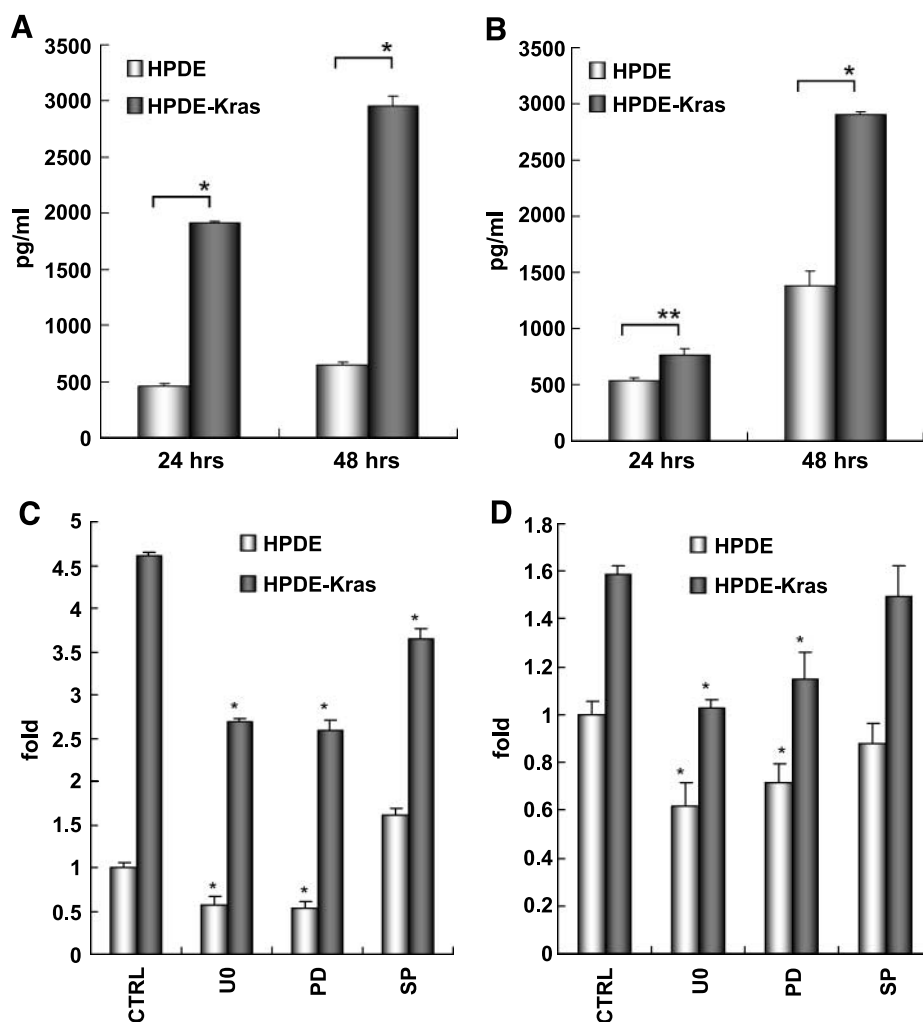 A
3500
3000
2500
2000
1500
1000
500
0
pg/ml
HPDE
HPDE-Kras
*
*
24 hrs
48 hrs
B
3500
3000
2500
2000
1500
1000
500
0
pg/ml
HPDE
HPDE-Kras
**
*
24 hrs
48 hrs
C
5
4.5
4
3.5
3
2.5
2
1.5
1
0.5
0
fold
HPDE
HPDE-Kras
*
*
*
*
*
CTRL
U0
PD
SP
D
1.8
1.6
1.4
1.2
1
0.8
0.6
0.4
0.2
0
fold
HPDE
HPDE-Kras
*
*
*
*
CTRL
U0
PD
SP